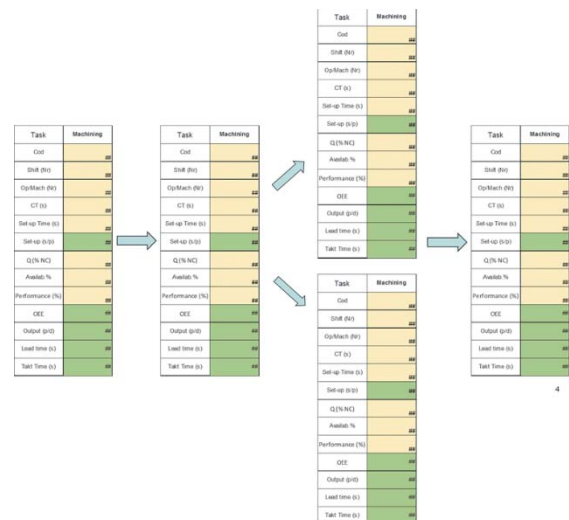 Task Machining
Cod ##
Shift (Nr) ##
Op/Mach (Nr) ##
CT (s) ##
Set-up Time (s) ##
Set-up (s/p) ##
Q (% NC) ##
Availab % ##
Performance (%) ##
OEE ##
Output (p/d) ##
Lead time (s) ##
Takt Time (s) ##
Task Machining
Cod ##
Shift (Nr) ##
Op/Mach (Nr) ##
CT (s) ##
Set-up Time (s) ##
Set-up (s/p) ##
Q (% NC) ##
Availab % ##
Performance (%) ##
OEE ##
Output (p/d) ##
Lead time (s) ##
Takt Time (s) ##
Task Machining
Cod ##
Shift (Nr) ##
Op/Mach (Nr) ##
CT (s) ##
Set-up Time (s) ##
Set-up (s/p) ##
Q (% NC) ##
Availab % ##
Performance (%) ##
OEE ##
Output (p/d) ##
Lead time (s) ##
Takt Time (s) ##
Task Machining
Cod ##
Shift (Nr) ##
Op/Mach (Nr) ##
CT (s) ##
Set-up Time (s) ##
Set-up (s/p) ##
Q (% NC) ##
Availab % ##
Performance (%) ##
OEE ##
Output (p/d) ##
Lead time (s) ##
Takt Time (s) ##
Task Machining
Cod ##
Shift (Nr) ##
Op/Mach (Nr) ##
CT (s) ##
Set-up Time (s) ##
Set-up (s/p) ##
Q (% NC) ##
Availab % ##
Performance (%) ##
OEE ##
Output (p/d) ##
Lead time (s) ##
Takt Time (s) ##
4